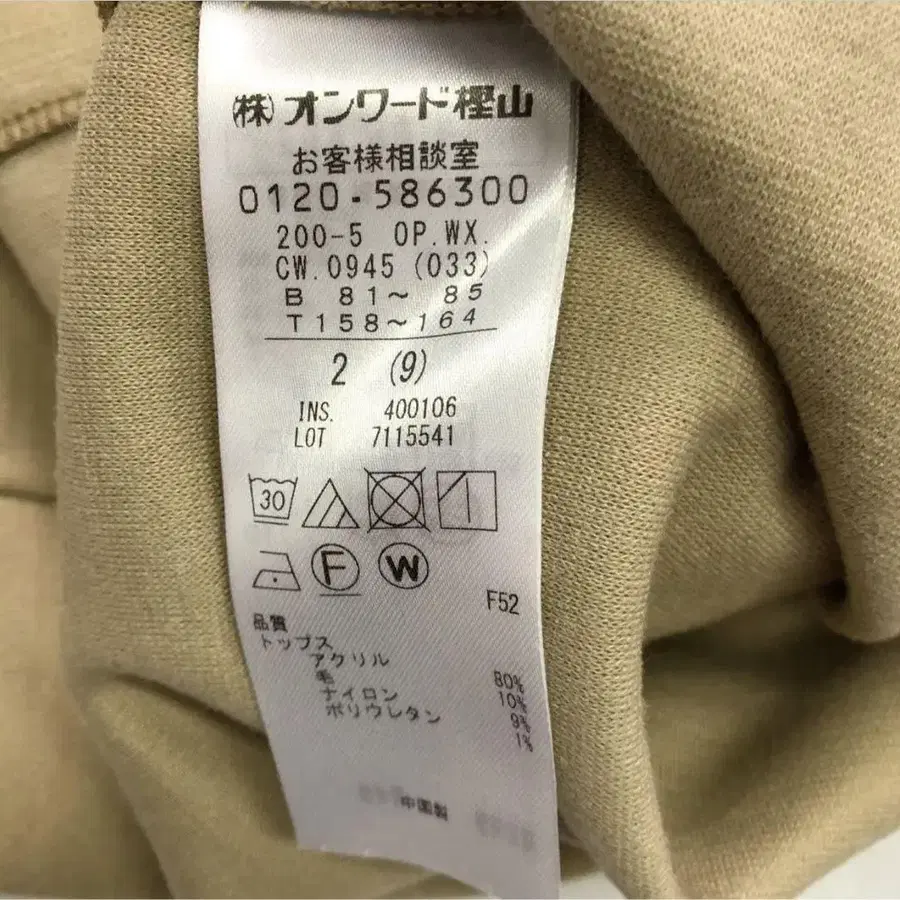 (株)オンワード樫山
お客様相談室
0120-586300
200-5 OP.WX.
CW.0945 (033)
B 81〜 85
T158〜164
2 (9)
INS. 400106
LOT 7115541
30
F W
F52
品質
トップス
アクリル 80%
毛 10%
ナイロン 9%
ポリウレタン 1%
中国製